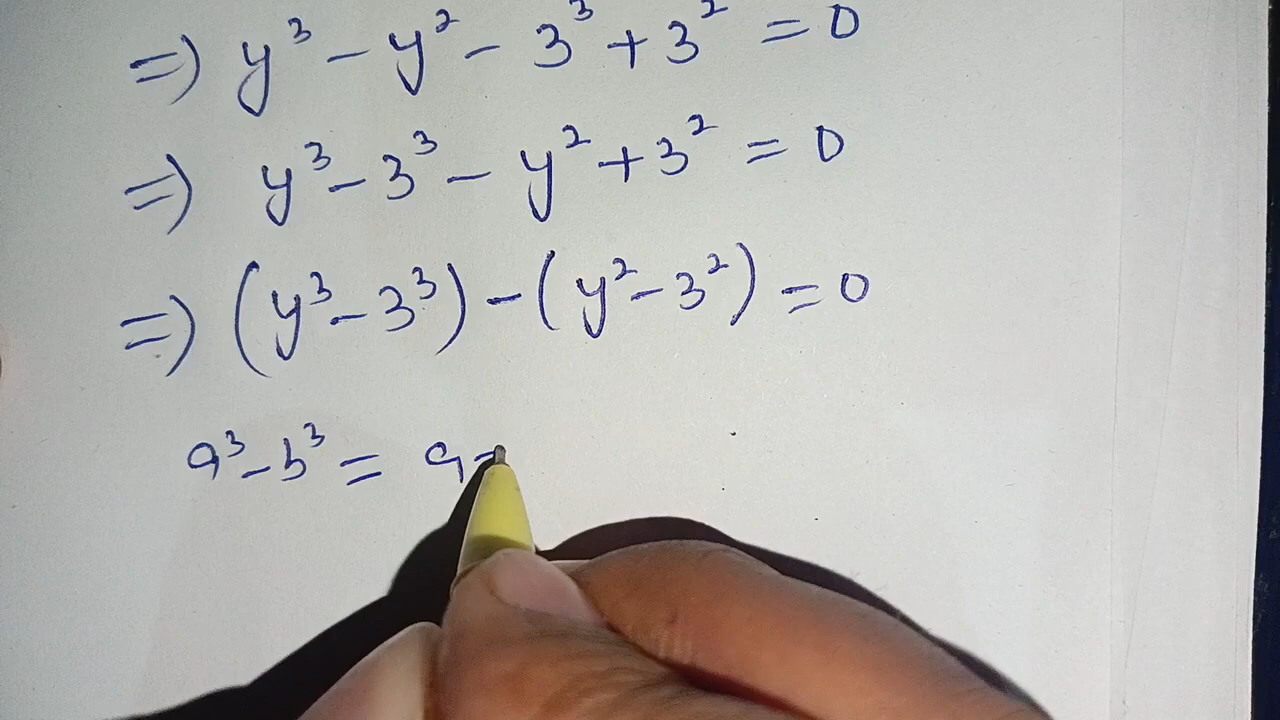 => y³ - y² - 3³ + 3² = 0
=> y³ - 3³ - y² + 3² = 0
=> (y³ - 3³) - (y² - 3²) = 0
a³ - b³ = a -